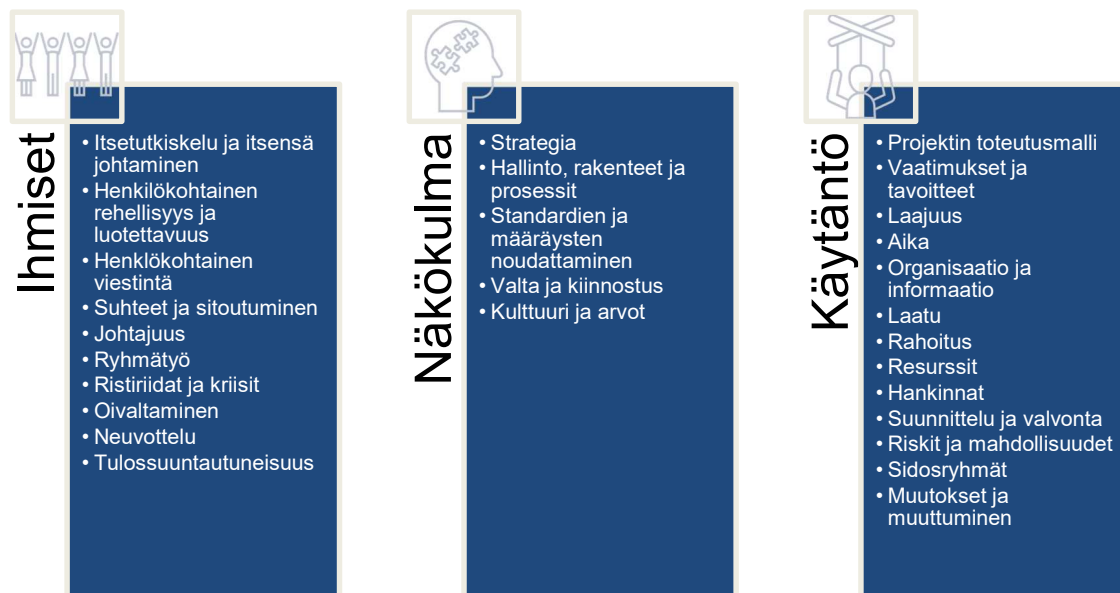 Ihmiset
• Itsetutkiskelu ja itsensä
johtaminen
• Henkilökohtainen
rehellisyys ja
luotettavuus
• Henklökohtainen
viestintä
• Suhteet ja sitoutuminen
• Johtajuus
• Ryhmätyö
• Ristiriidat ja kriisit
• Oivaltaminen
• Neuvottelu
• Tulossuuntautuneisuus
Näkökulma
• Strategia
• Hallinto, rakenteet ja
prosessit
• Standardien ja
määräysten
noudattaminen
• Valta ja kiinnostus
• Kulttuuri ja arvot
Käytäntö
• Projektin toteutusmalli
• Vaatimukset ja
tavoitteet
• Laajuus
• Aika
• Organisaatio ja
informaatio
• Laatu
• Rahoitus
• Resurssit
• Hankinnat
• Suunnittelu ja valvonta
• Riskit ja mahdollisuudet
• Sidosryhmät
• Muutokset ja
muuttuminen